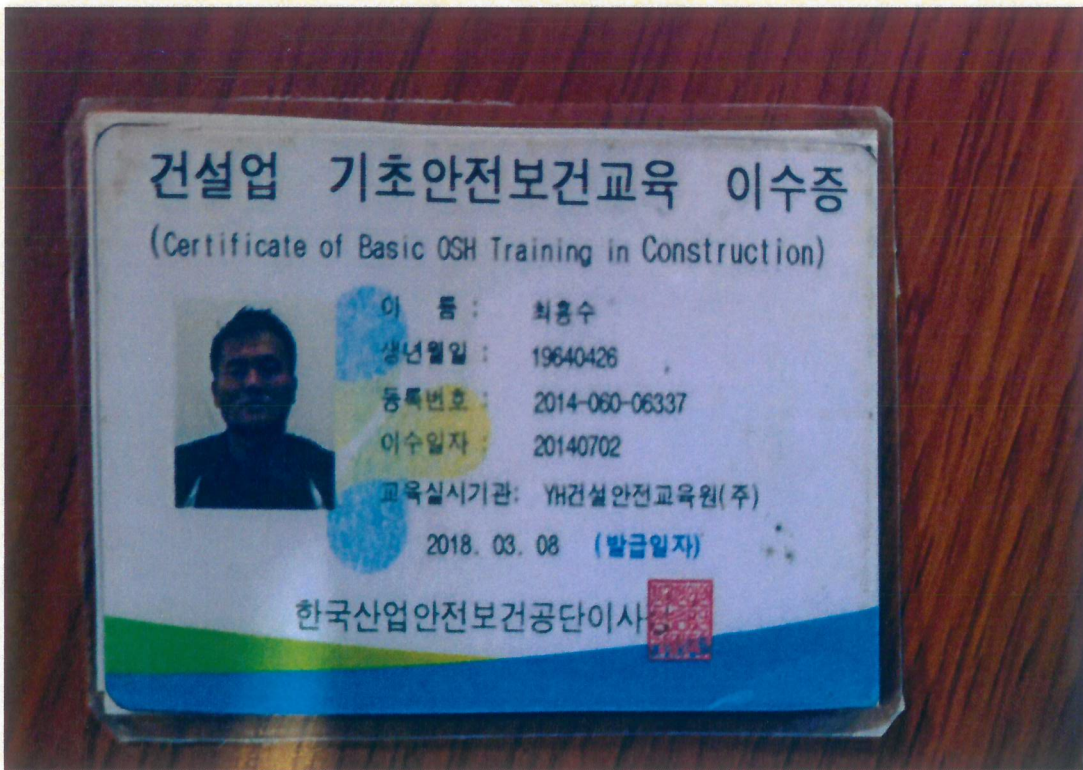 건설업 기초안전보건교육 이수증
(Certificate of Basic OSH Training in Construction)
이 름 : 최흥수
생년월일 : 19640426
등록번호 : 2014-060-06337
이수일자 : 20140702
교육실시기관: YH건설안전교육원(주)
2018. 03. 08 (발급일자)
한국산업안전보건공단이사장